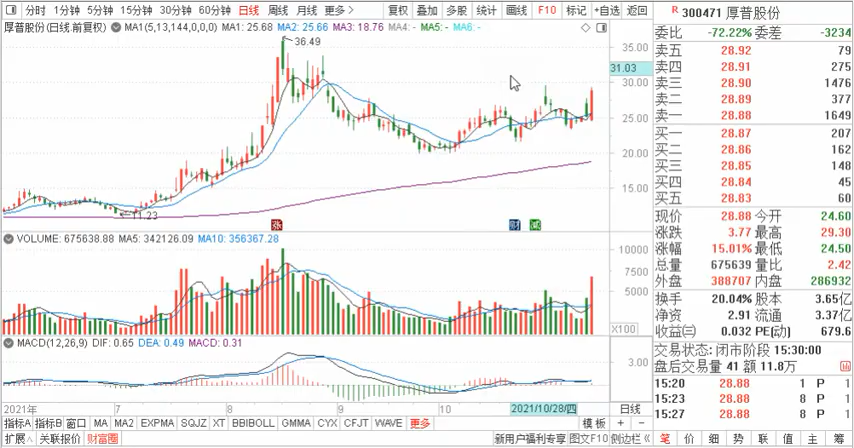 分时 1分钟 5分钟 15分钟 30分钟 60分钟 日线 周线 月线 更多 复权 叠加 多股 统计 画线 F10 标记 +自选 返回
R 300471 厚普股份
厚普股份(日线.前复权) MA1(5,13,144,0,0,0) MA1: 25.68 MA2: 25.66 MA3: 18.76 MA4: - MA5: - MA6: -
委比 -72.22% 委差 -3234
卖五 28.92 79
卖四 28.91 275
卖三 28.90 1476
卖二 28.89 377
卖一 28.88 1649
买一 28.87 207
买二 28.86 162
买三 28.85 148
买四 28.84 45
买五 28.83 60
现价 28.88 今开 24.60
涨跌 3.77 最高 29.30
涨幅 15.01% 最低 24.50
总量 675639 量比 2.42
外盘 388707 内盘 286932
换手 20.04% 股本 3.65亿
净资 2.91 流通 3.37亿
收益㈢ 0.032 PE(动) 679.6
交易状态: 闭市阶段 15:30:00
盘后交易量 41 额 11.8万
15:20 28.88 1 P 1
15:23 28.88 8 P 1
15:27 28.88 8 P 1
笔 价 细 势 联 值 主 筹
36.49
11.23
35.00
31.03
30.00
25.00
20.00
15.00
涨
财
减
VOLUME: 675638.88 MA5: 342126.09 MA10: 356367.28
10000
7500
5000
X100
MACD(12,26,9) DIF: 0.65 DEA: 0.49 MACD: 0.31
3.00
2021年 7 8 9 10 2021/10/28/四 日线
指标A 指标B 窗口 MA MA2 EXPMA SQJZ XT BBIBOLL GMMA CYX CFJT WAVE 更多 模板 + −
扩展∧ 关联报价 财富圈 新用户福利专享 图文F10 侧边栏《